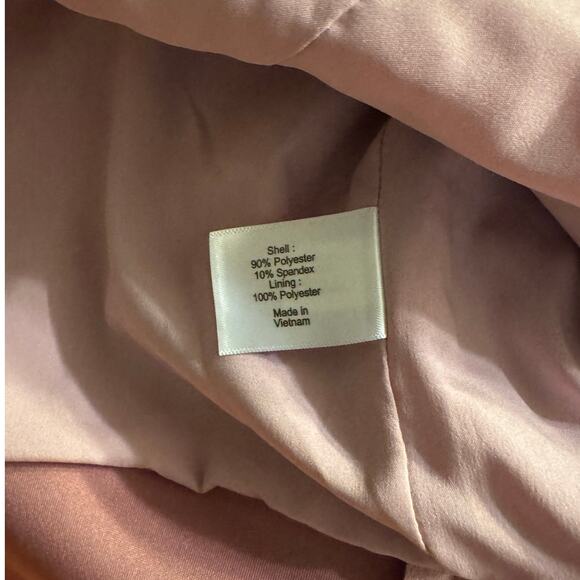 Shell :
90% Polyester
10% Spandex
Lining :
100% Polyester
Made in
Vietnam